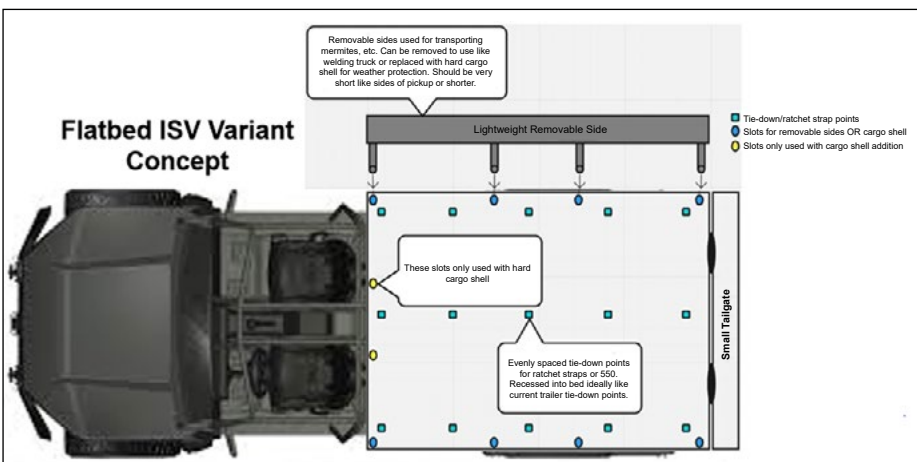 Removable sides used for transporting
mermites, etc. Can be removed to use like
welding truck or replaced with hard cargo
shell for weather protection. Should be very
short like sides of pickup or shorter.
Flatbed ISV Variant
Concept
Lightweight Removable Side
Tie-down/ratchet strap points
Slots for removable sides OR cargo shell
Slots only used with cargo shell addition
These slots only used with hard
cargo shell
Evenly spaced tie-down points
for ratchet straps or 550.
Recessed into bed ideally like
current trailer tie-down points.
Small Tailgate